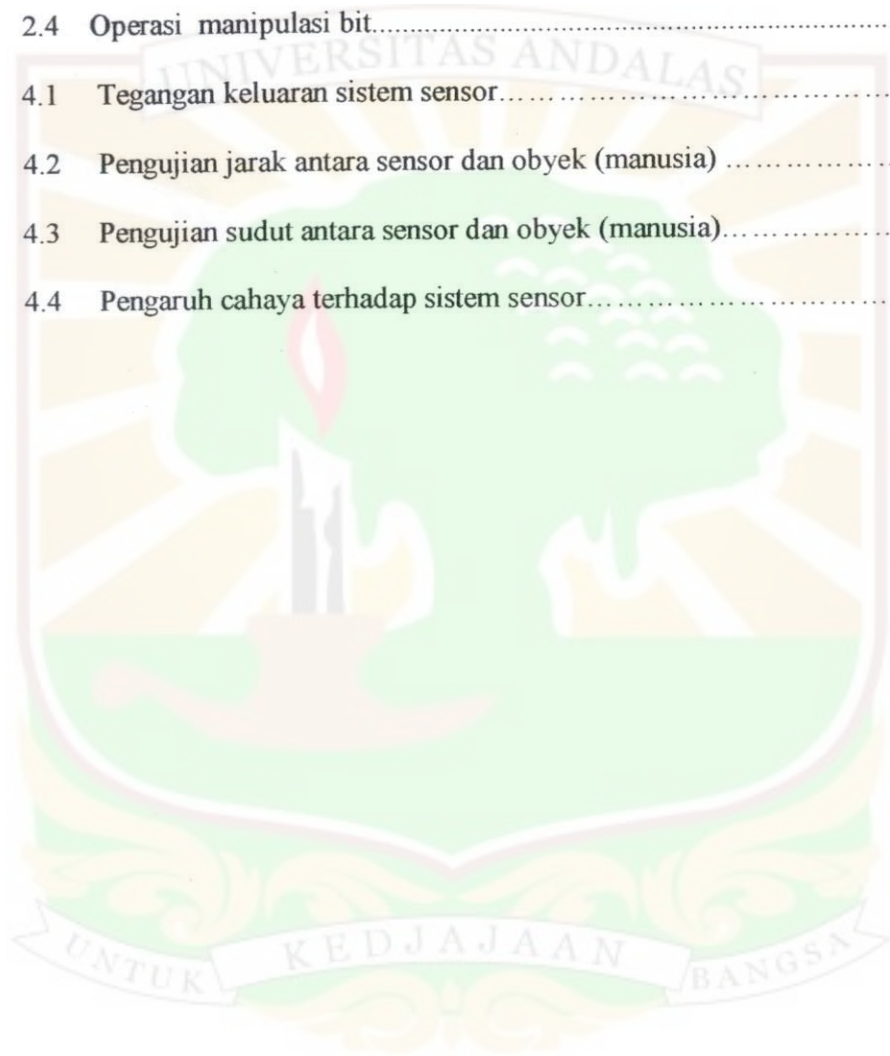 2.4 Operasi manipulasi bit........................................................................
UNIVERSITAS ANDALAS
4.1 Tegangan keluaran sistem sensor……………………………………
4.2 Pengujian jarak antara sensor dan obyek (manusia) ………………
4.3 Pengujian sudut antara sensor dan obyek (manusia)………………
4.4 Pengaruh cahaya terhadap sistem sensor……………………………
UNTUK KEDJAJAAN BANGSA